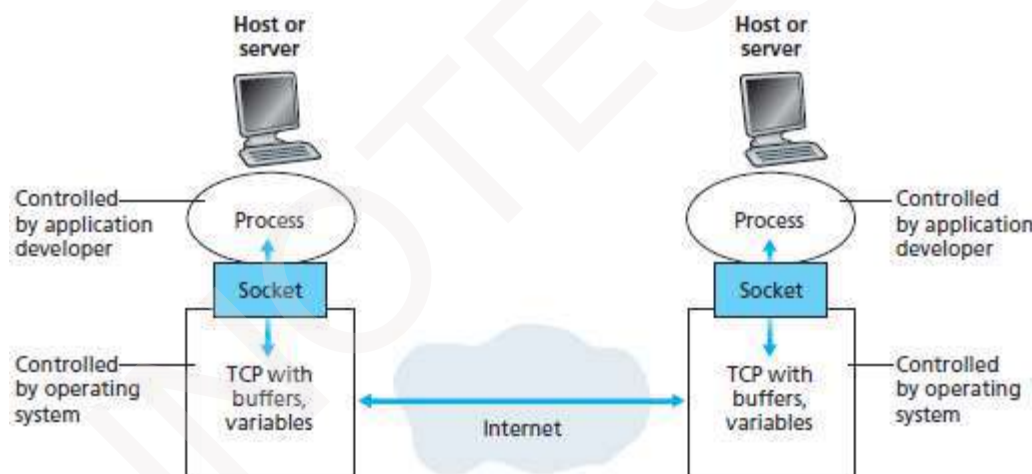 Host or
server
Host or
server
Controlled
by application
developer
Process
Process
Controlled
by application
developer
Socket
Socket
Controlled
by operating
system
TCP with
buffers,
variables
Internet
TCP with
buffers,
variables
Controlled
by operating
system